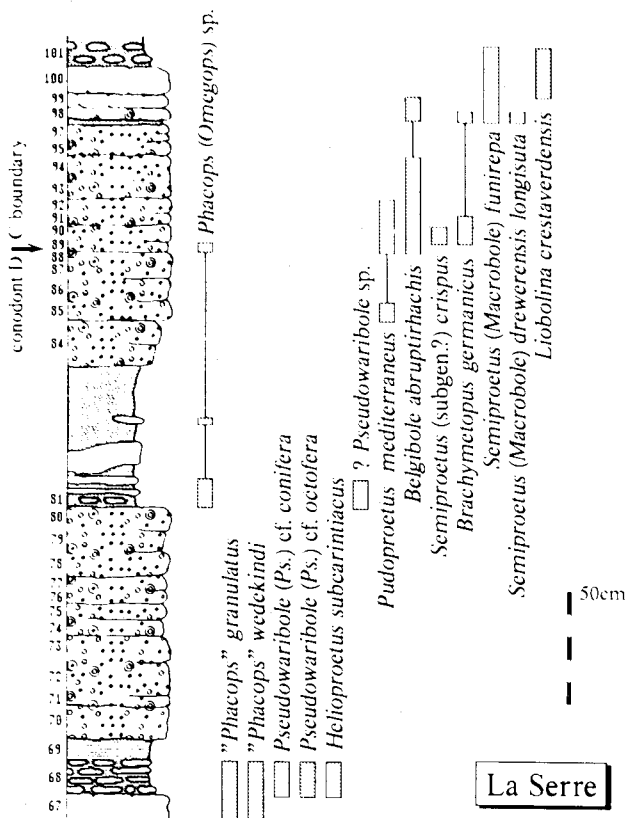 101
100
99
98
97
95
94
93
92
91
90
89
88
86
85
84
81
80
79
78
77
76
75
74
73
72
71
70
69
68
67
conodont D C boundary
Phacops (Omegops) sp.
"Phacops" granulatus
"Phacops" wedekindi
Pseudowaribole (Ps.) cf. conifera
Pseudowaribole (Ps.) cf. octofera
Helioproetus subcarintiacus
? Pseudowaribole sp.
Pudoproetus mediterraneus
Belgibole abruptirhachis
Semiproetus (subgen.?) crispus
Brachymetopus germanicus
Semiproetus (Macrobole) funirepa
Semiproetus (Macrobole) drewerensis longisuta
Liobolina crestaverdensis
50cm
La Serre